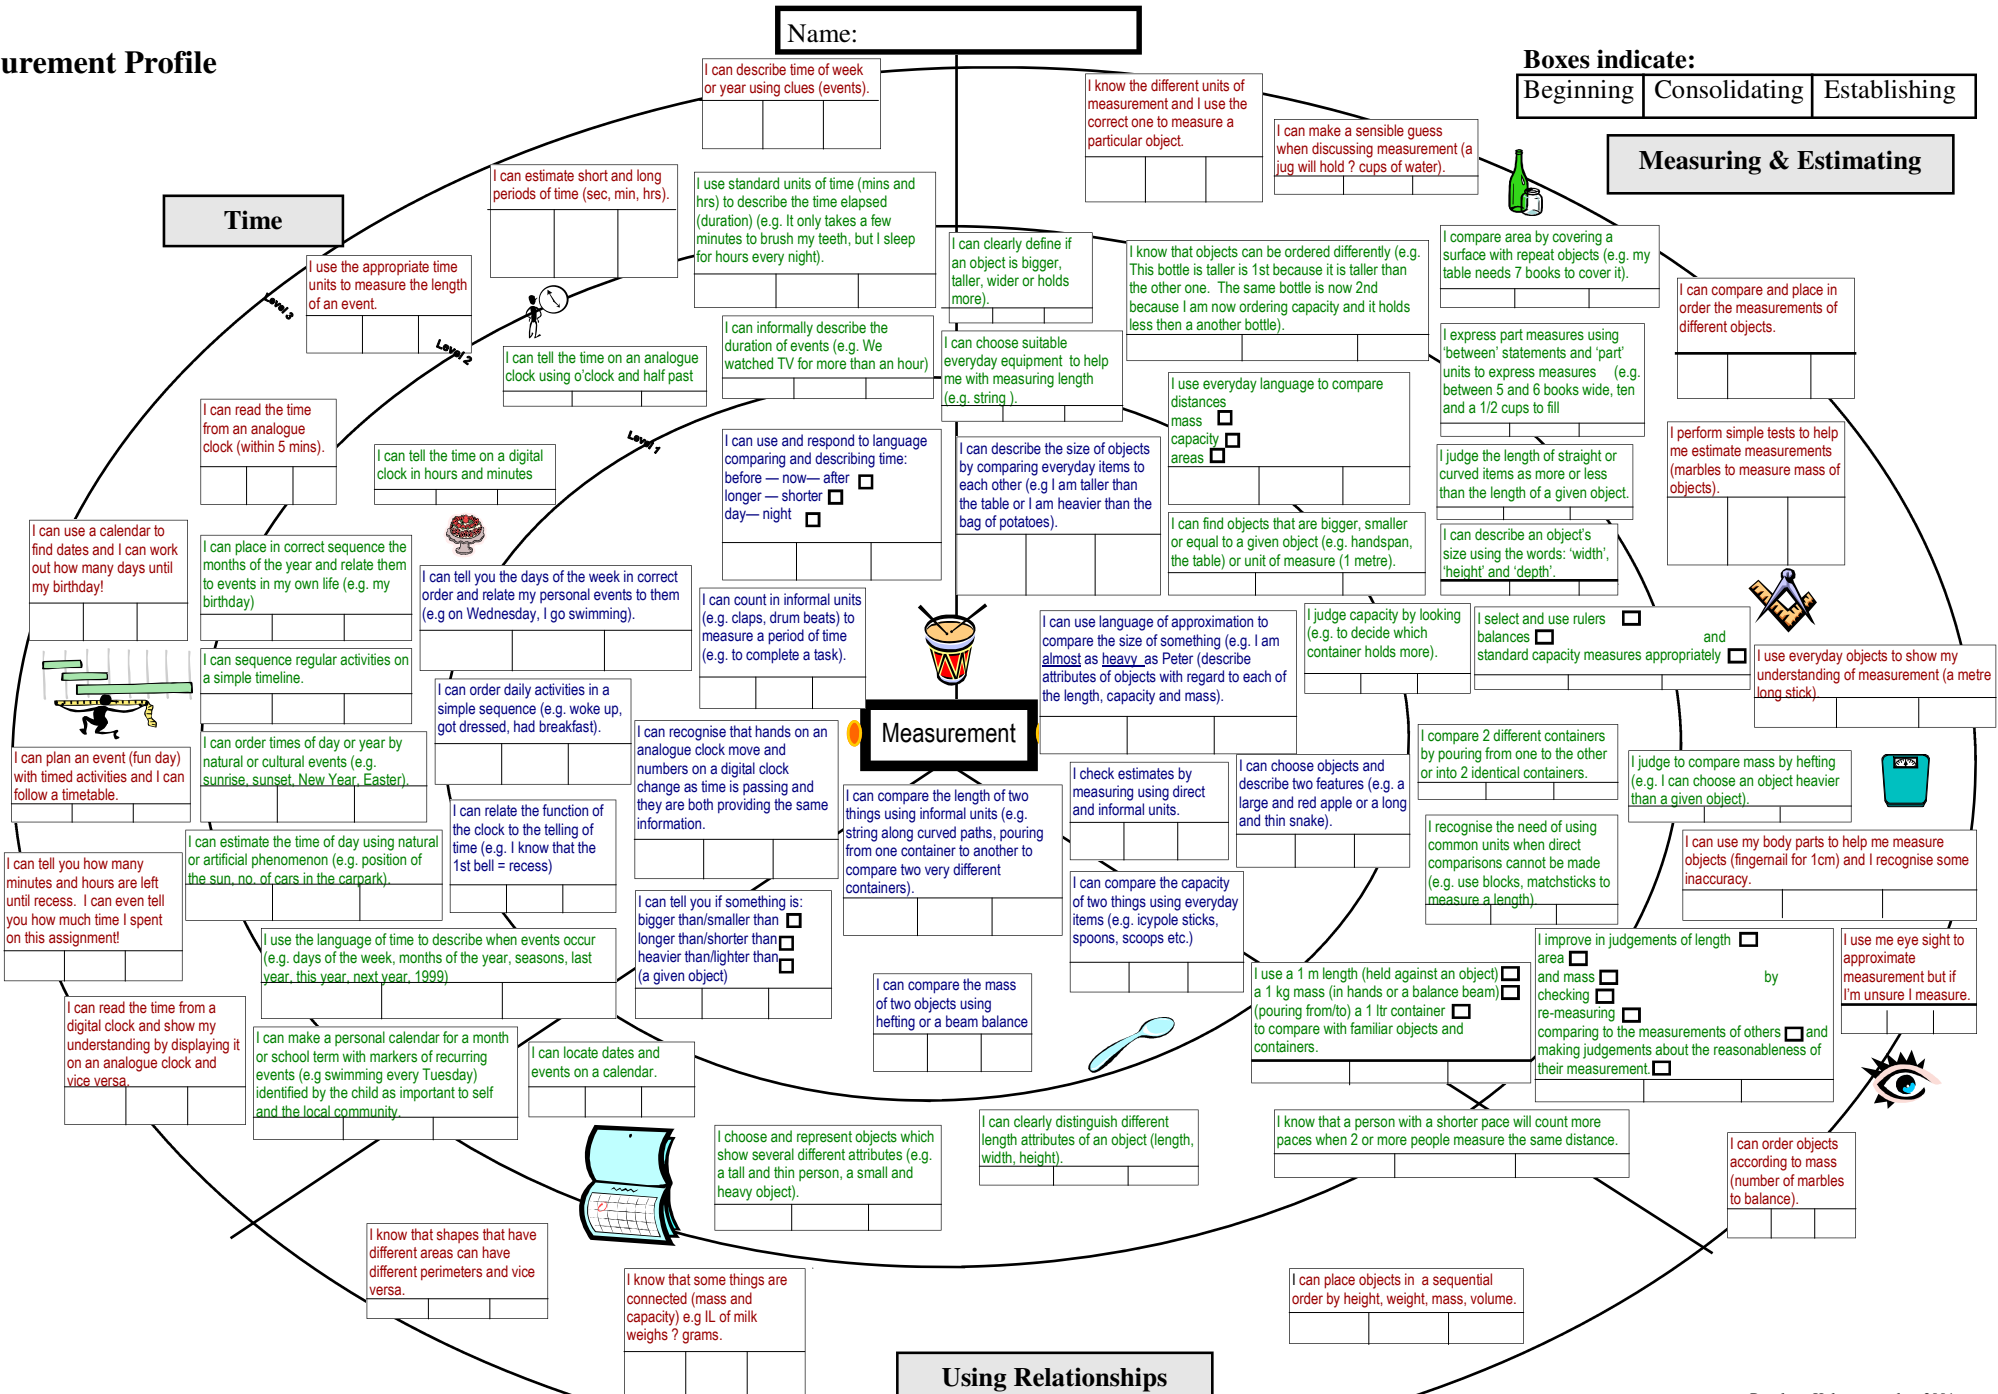 Name:
urement Profile
Boxes indicate:
Beginning Consolidating Establishing
Measuring & Estimating
Time
Level 3
Level 2
Level 1
I can describe time of week
or year using clues (events).
I know the different units of
measurement and I use the
correct one to measure a
particular object.
I can make a sensible guess
when discussing measurement (a
jug will hold ? cups of water).
I can estimate short and long
periods of time (sec, min, hrs).
I use standard units of time (mins and
hrs) to describe the time elapsed
(duration) (e.g. It only takes a few
minutes to brush my teeth, but I sleep
for hours every night).
I can clearly define if
an object is bigger,
taller, wider or holds
more).
I know that objects can be ordered differently (e.g.
This bottle is taller is 1st because it is taller than
the other one. The same bottle is now 2nd
because I am now ordering capacity and it holds
less then a another bottle).
I compare area by covering a
surface with repeat objects (e.g. my
table needs 7 books to cover it).
I can compare and place in
order the measurements of
different objects.
I use the appropriate time
units to measure the length
of an event.
I can tell the time on an analogue
clock using o'clock and half past
I can informally describe the
duration of events (e.g. We
watched TV for more than an hour)
I can choose suitable
everyday equipment to help
me with measuring length
(e.g. string ).
I express part measures using
‘between’ statements and ‘part’
units to express measures (e.g.
between 5 and 6 books wide, ten
and a 1/2 cups to fill
I use everyday language to compare
distances
mass
capacity
areas
I can read the time
from an analogue
clock (within 5 mins).
I can tell the time on a digital
clock in hours and minutes
I can use and respond to language
comparing and describing time:
before — now— after
longer — shorter
day— night
I can describe the size of objects
by comparing everyday items to
each other (e.g I am taller than
the table or I am heavier than the
bag of potatoes).
I judge the length of straight or
curved items as more or less
than the length of a given object.
I perform simple tests to help
me estimate measurements
(marbles to measure mass of
objects).
I can use a calendar to
find dates and I can work
out how many days until
my birthday!
I can place in correct sequence the
months of the year and relate them
to events in my own life (e.g. my
birthday)
I can tell you the days of the week in correct
order and relate my personal events to them
(e.g on Wednesday, I go swimming).
I can find objects that are bigger, smaller
or equal to a given object (e.g. handspan,
the table) or unit of measure (1 metre).
I can describe an object's
size using the words: ‘width’,
‘height’ and ‘depth’.
I can count in informal units
(e.g. claps, drum beats) to
measure a period of time
(e.g. to complete a task).
I can use language of approximation to
compare the size of something (e.g. I am
almost as heavy as Peter (describe
attributes of objects with regard to each of
the length, capacity and mass).
I judge capacity by looking
(e.g. to decide which
container holds more).
I select and use rulers
balances and
standard capacity measures appropriately
I use everyday objects to show my
understanding of measurement (a metre
long stick).
I can sequence regular activities on
a simple timeline.
I can order daily activities in a
simple sequence (e.g. woke up,
got dressed, had breakfast).
I can recognise that hands on an
analogue clock move and
numbers on a digital clock
change as time is passing and
they are both providing the same
information.
Measurement
I can plan an event (fun day)
with timed activities and I can
follow a timetable.
I can order times of day or year by
natural or cultural events (e.g.
sunrise, sunset, New Year, Easter).
I compare 2 different containers
by pouring from one to the other
or into 2 identical containers.
I judge to compare mass by hefting
(e.g. I can choose an object heavier
than a given object).
I check estimates by
measuring using direct
and informal units.
I can choose objects and
describe two features (e.g. a
large and red apple or a long
and thin snake).
I can compare the length of two
things using informal units (e.g.
string along curved paths, pouring
from one container to another to
compare two very different
containers).
I can relate the function of
the clock to the telling of
time (e.g. I know that the
1st bell = recess)
I recognise the need of using
common units when direct
comparisons cannot be made
(e.g. use blocks, matchsticks to
measure a length).
I can use my body parts to help me measure
objects (fingernail for 1cm) and I recognise some
inaccuracy.
I can tell you how many
minutes and hours are left
until recess. I can even tell
you how much time I spent
on this assignment!
I can estimate the time of day using natural
or artificial phenomenon (e.g. position of
the sun, no. of cars in the carpark).
I can tell you if something is:
bigger than/smaller than
longer than/shorter than
heavier than/lighter than
(a given object)
I can compare the capacity
of two things using everyday
items (e.g. icypole sticks,
spoons, scoops etc.)
I use the language of time to describe when events occur
(e.g. days of the week, months of the year, seasons, last
year, this year, next year, 1999)
I improve in judgements of length
area
and mass by
checking
re-measuring
comparing to the measurements of others and
making judgements about the reasonableness of
their measurement.
I use me eye sight to
approximate
measurement but if
I'm unsure I measure.
I use a 1 m length (held against an object)
a 1 kg mass (in hands or a balance beam)
(pouring from/to) a 1 ltr container
to compare with familiar objects and
containers.
I can compare the mass
of two objects using
hefting or a beam balance
I can read the time from a
digital clock and show my
understanding by displaying it
on an analogue clock and
vice versa.
I can make a personal calendar for a month
or school term with markers of recurring
events (e.g swimming every Tuesday)
identified by the child as important to self
and the local community.
I can locate dates and
events on a calendar.
I choose and represent objects which
show several different attributes (e.g.
a tall and thin person, a small and
heavy object).
I can clearly distinguish different
length attributes of an object (length,
width, height).
I know that a person with a shorter pace will count more
paces when 2 or more people measure the same distance.
I can order objects
according to mass
(number of marbles
to balance).
I know that shapes that have
different areas can have
different perimeters and vice
versa.
I know that some things are
connected (mass and
capacity) e.g IL of milk
weighs ? grams.
I can place objects in a sequential
order by height, weight, mass, volume.
Using Relationships